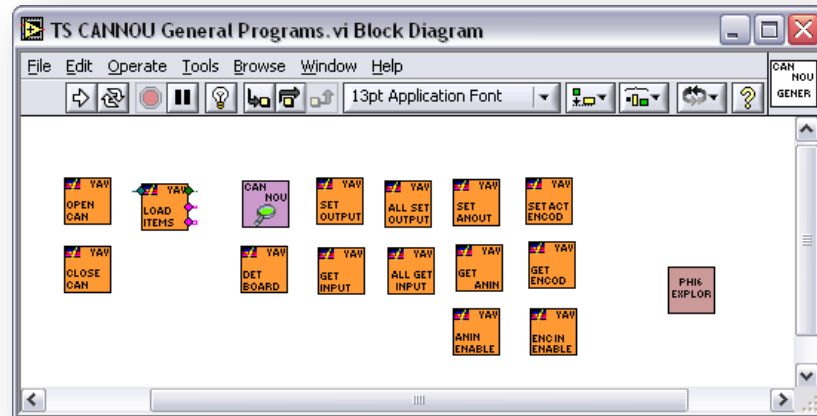 TS CANNOU General Programs.vi Block Diagram
File Edit Operate Tools Browse Window Help
13pt Application Font
CAN
NOU
GENER
YAV
OPEN
CAN
YAV
LOAD
ITEMS
CAN
NOU
YAV
SET
OUTPUT
YAV
ALL SET
OUTPUT
YAV
SET
ANOUT
YAV
SET ACT
ENCOD
YAV
CLOSE
CAN
YAV
DET
BOARD
YAV
GET
INPUT
YAV
ALL GET
INPUT
YAV
GET
ANIN
YAV
GET
ENCOD
PHI6
EXPLOR
YAV
ANIN
ENABLE
YAV
ENC IN
ENABLE